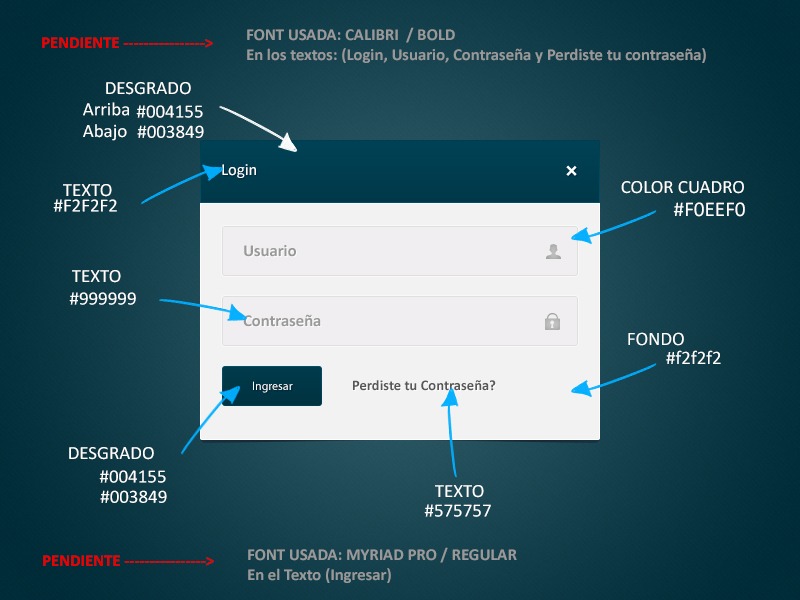 PENDIENTE ----------------> FONT USADA: CALIBRI / BOLD
En los textos: (Login, Usuario, Contraseña y Perdiste tu contraseña)
DESGRADO
Arriba #004155
Abajo #003849
Login ×
TEXTO
#F2F2F2
COLOR CUADRO
#F0EEF0
Usuario
TEXTO
#999999
Contraseña
FONDO
#f2f2f2
Ingresar Perdiste tu Contraseña?
DESGRADO
#004155
#003849
TEXTO
#575757
PENDIENTE ----------------> FONT USADA: MYRIAD PRO / REGULAR
En el Texto (Ingresar)